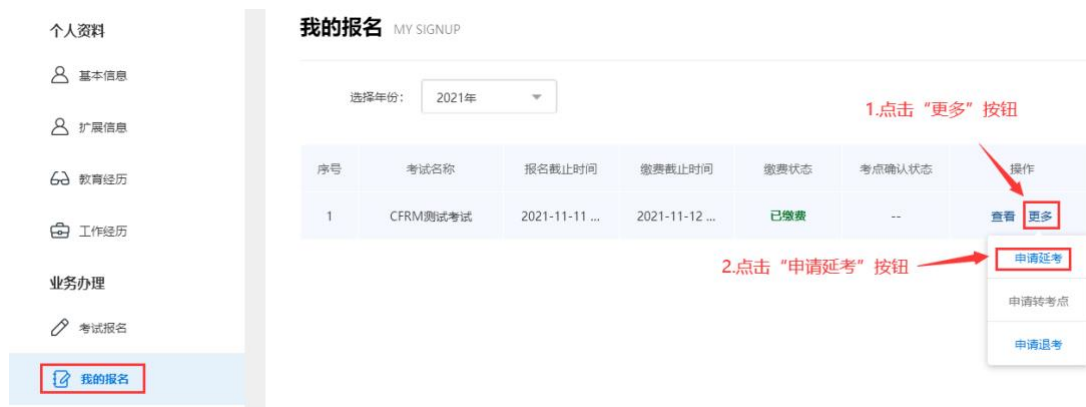 个人资料
基本信息
扩展信息
教育经历
工作经历
业务办理
考试报名
我的报名
我的报名 MY SIGNUP
选择年份： 2021年
1.点击“更多”按钮
序号 考试名称 报名截止时间 缴费截止时间 缴费状态 考点确认状态 操作
1 CFRM测试考试 2021-11-11 ... 2021-11-12 ... 已缴费 -- 查看 更多
2.点击“申请延考”按钮
申请延考
申请转考点
申请退考